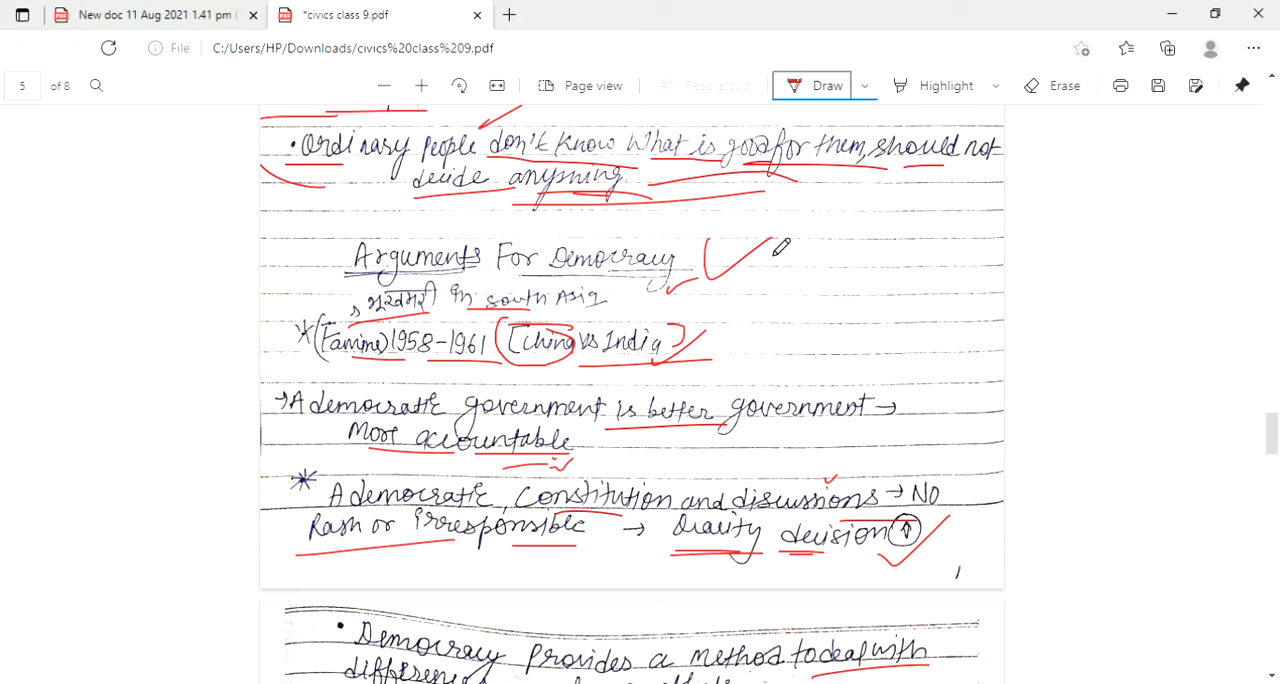 New doc 11 Aug 2021 1.41 pm (
*civics class 9.pdf
File C:/Users/HP/Downloads/civics%20class%209.pdf
5 of 8 Page view Draw Highlight Erase
• Ordinary people don't know What is good for them, should not
decide anything
Arguments For Democracy
भुखमरी in South Asia
* (Famine) 1958-1961 [China vs India]
→ A democratic government is better government →
More accountable
* A democratic, Constitution and discussions → No
Rash or irresponsible → Quality decision ↑
• Democracy provides a method to deal with